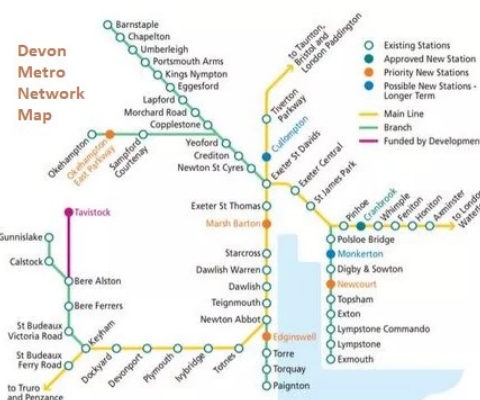 Devon
Metro
Network
Map
Barnstaple
Chapelton
Umberleigh
Portsmouth Arms
Kings Nympton
Eggesford
Lapford
Morchard Road
Copplestone
Yeoford
Crediton
Newton St Cyres
Okehampton
Okehampton
East Parkway
Sampford
Courtenay
to Taunton,
Bristol and
London Paddington
Tiverton
Parkway
Cullompton
Exeter St Davids
Exeter Central
St James Park
Existing Stations
Approved New Station
Priority New Stations
Possible New Stations -
Longer Term
Main Line
Branch
Funded by Developmen
Exeter St Thomas
Marsh Barton
Starcross
Dawlish Warren
Dawlish
Teignmouth
Newton Abbot
Edginswell
Torre
Torquay
Paignton
Pinhoe
Cranbrook
Whimple
Feniton
Honiton
Axminster
to London
Waterl
Polsloe Bridge
Monkerton
Digby & Sowton
Newcourt
Topsham
Exton
Lympstone Commando
Lympstone
Exmouth
Tavistock
Gunnislake
Calstock
Bere Alston
Bere Ferrers
St Budeaux
Victoria Road
St Budeaux
Ferry Road
Keyham
Dockyard
Devonport
Plymouth
Ivybridge
Totnes
to Truro
and Penzance